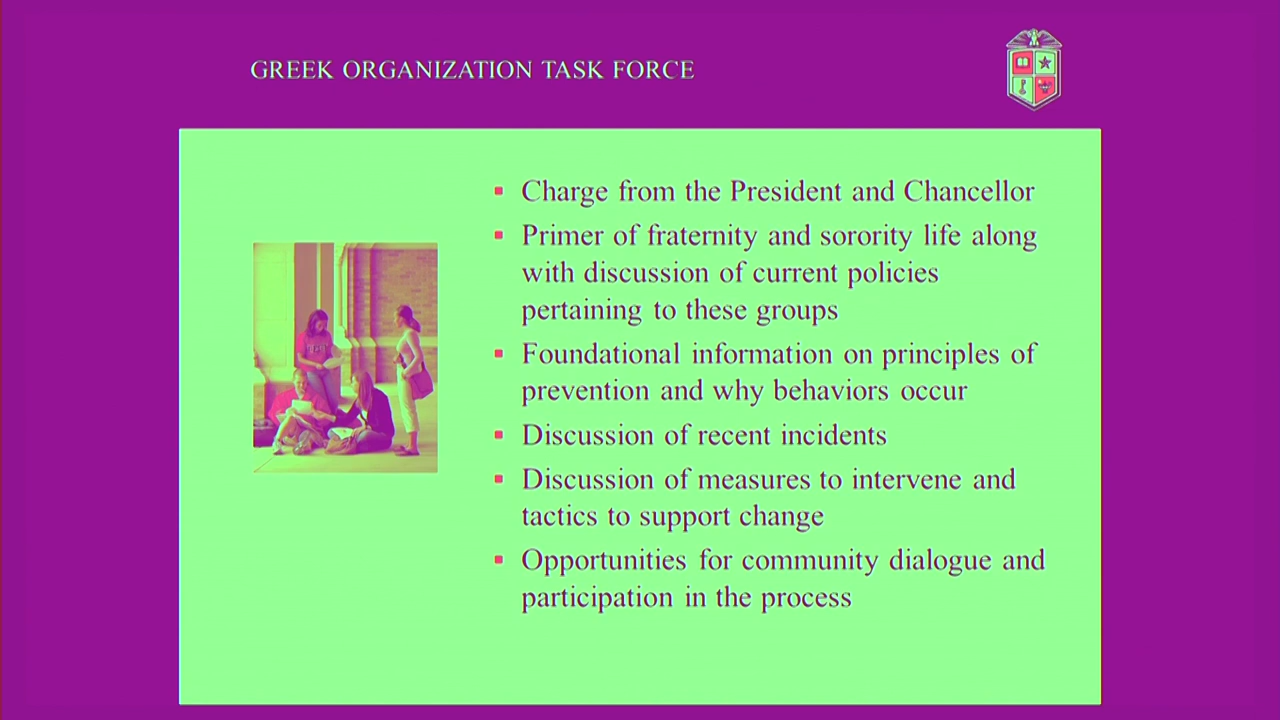 GREEK ORGANIZATION TASK FORCE
Charge from the President and Chancellor
Primer of fraternity and sorority life along
with discussion of current policies
pertaining to these groups
Foundational information on principles of
prevention and why behaviors occur
Discussion of recent incidents
Discussion of measures to intervene and
tactics to support change
Opportunities for community dialogue and
participation in the process